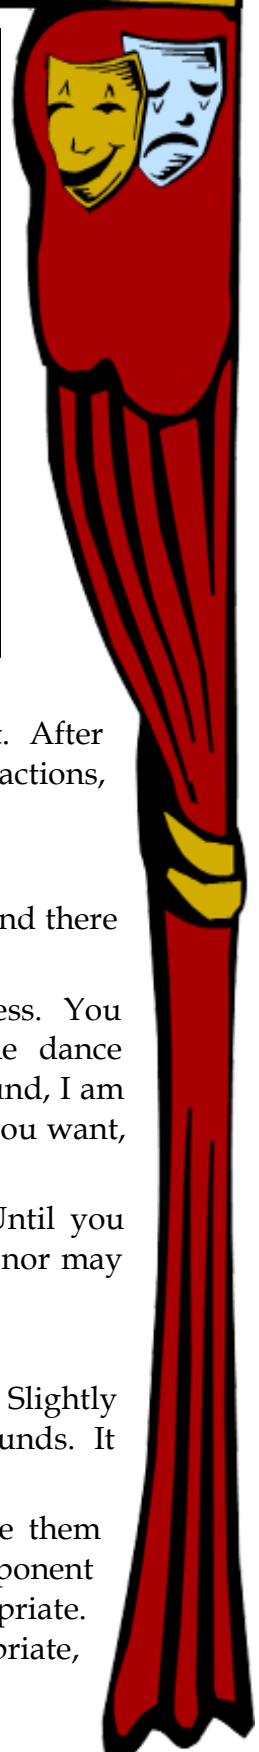 . After
actions,
nd there
ess. You
e dance
und, I am
ou want,
Until you
nor may
Slightly
unds. It
e them
ponent
priate.
priate,